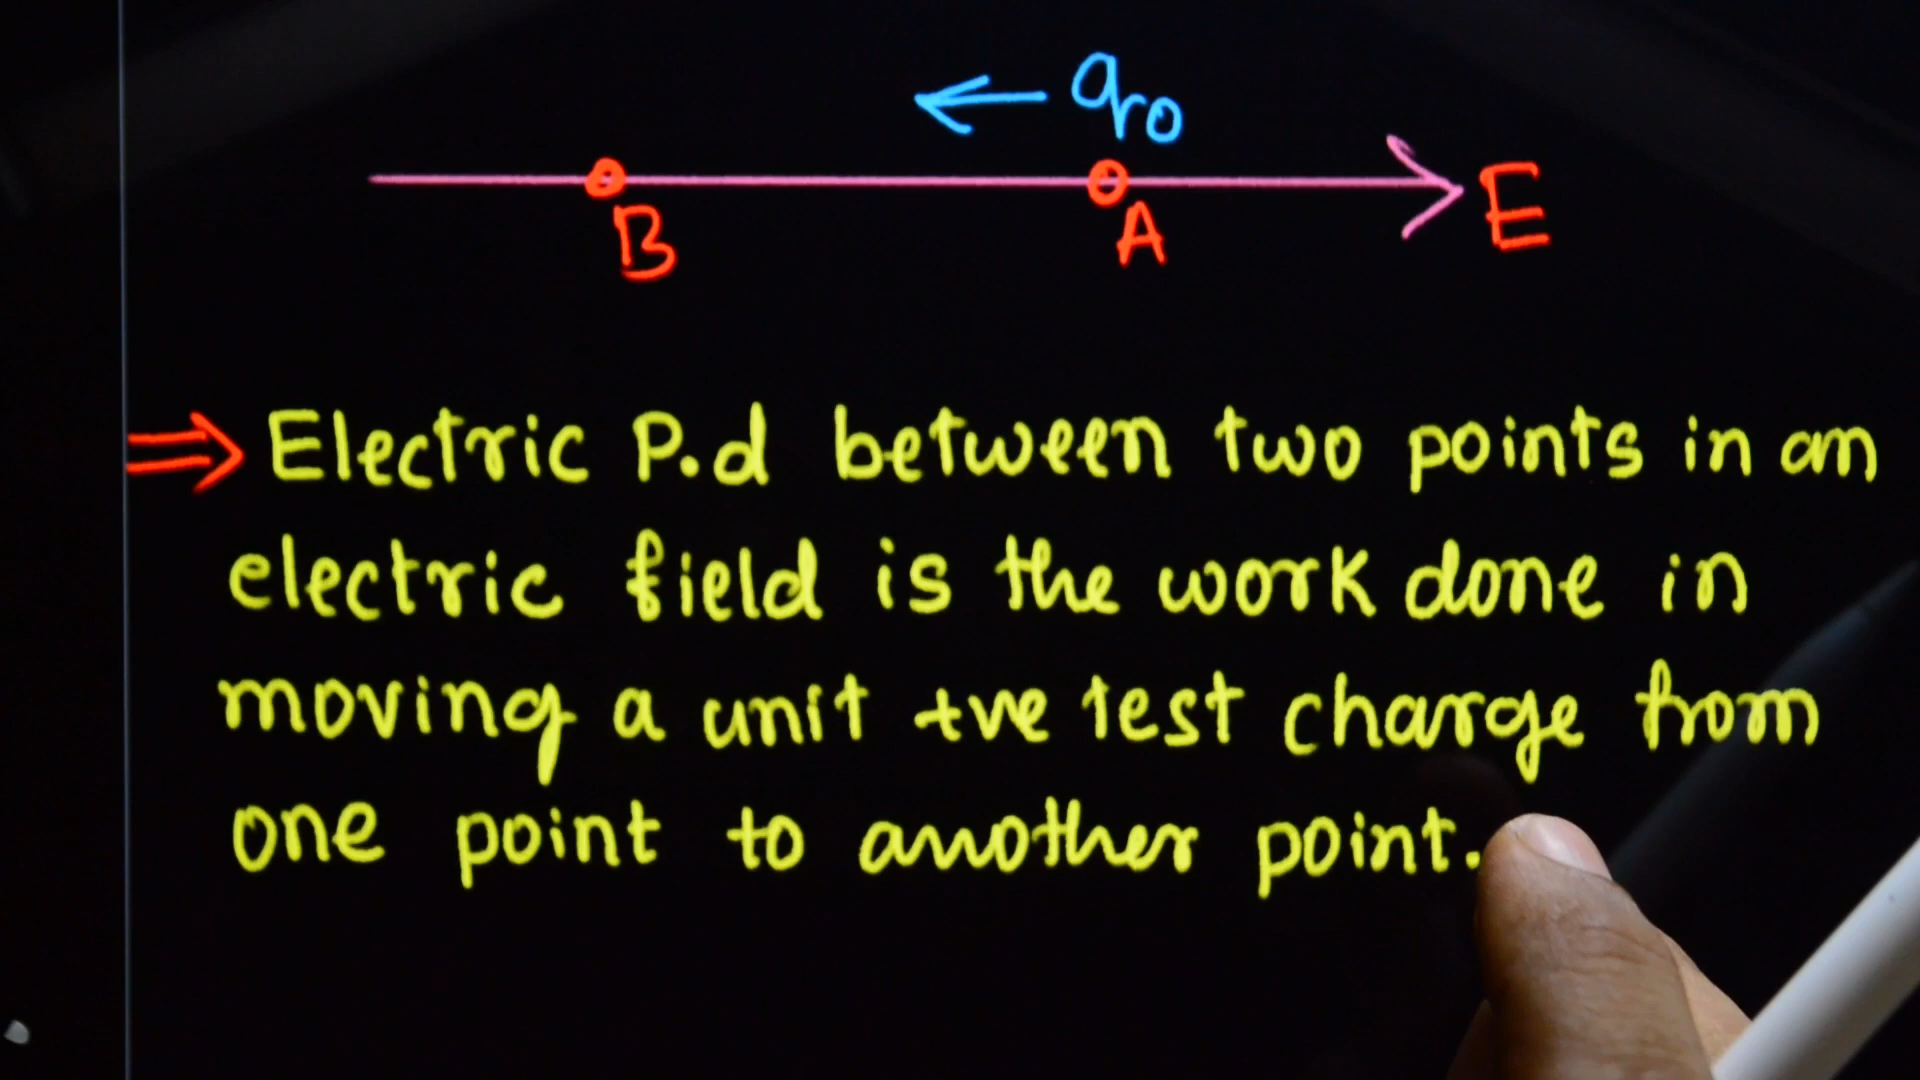 q0
B
A
E
⇒ Electric P.d between two points in an
electric field is the work done in
moving a unit +ve test charge from
one point to another point.